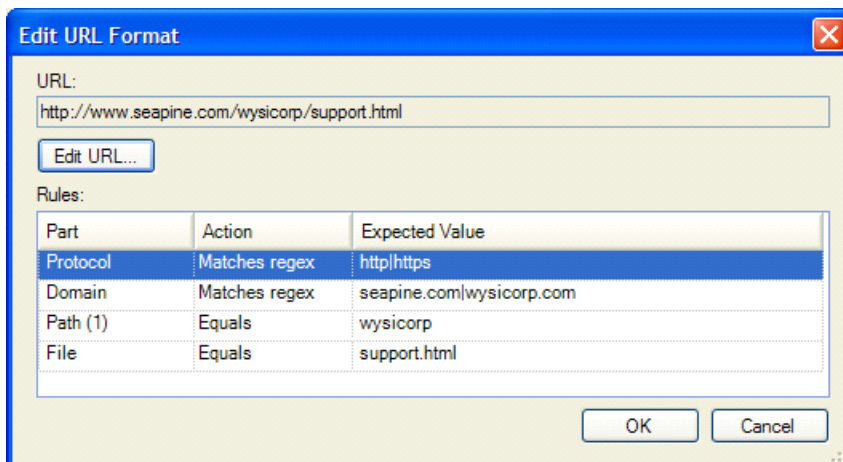 Edit URL Format
URL:
http://www.seapine.com/wysicorp/support.html
Edit URL...
Rules:
Part Action Expected Value
Protocol Matches regex http|https
Domain Matches regex seapine.com|wysicorp.com
Path (1) Equals wysicorp
File Equals support.html
OK Cancel